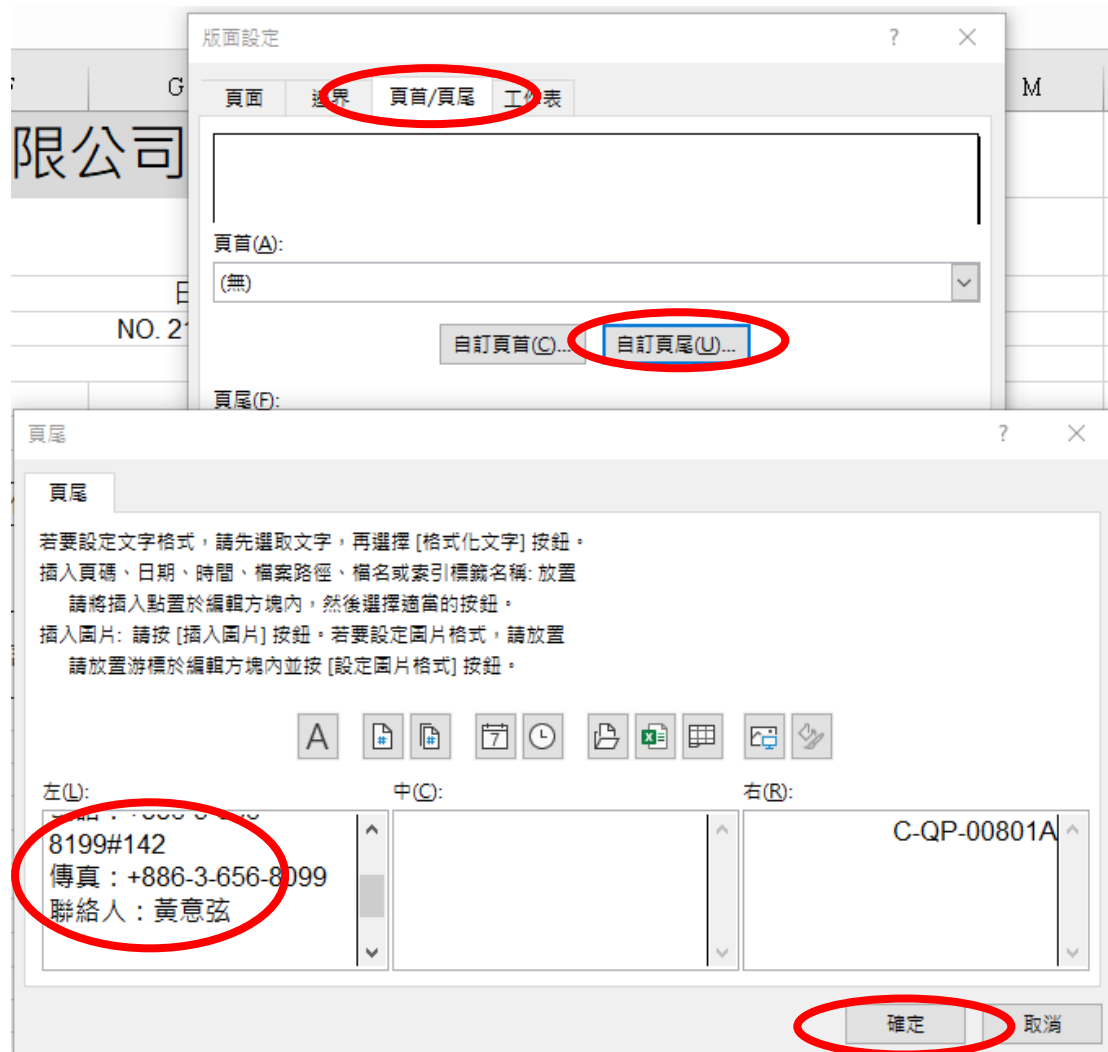 版面設定
?
G
M
頁面
邊界
頁首/頁尾
工作表
限公司
頁首(A):
(無)
NO. 21
自訂頁首(C)...
自訂頁尾(U)...
頁尾(F):
頁尾
?
頁尾
若要設定文字格式，請先選取文字，再選擇 [格式化文字] 按鈕。
插入頁碼、日期、時間、檔案路徑、檔名或索引標籤名稱: 放置
請將插入點置於編輯方塊內，然後選擇適當的按鈕。
插入圖片: 請按 [插入圖片] 按鈕。若要設定圖片格式，請放置
請放置游標於編輯方塊內並按 [設定圖片格式] 按鈕。
A
左(L):
中(C):
右(R):
8199#142
傳真：+886-3-656-8099
聯絡人：黃意弦
C-QP-00801A
確定
取消